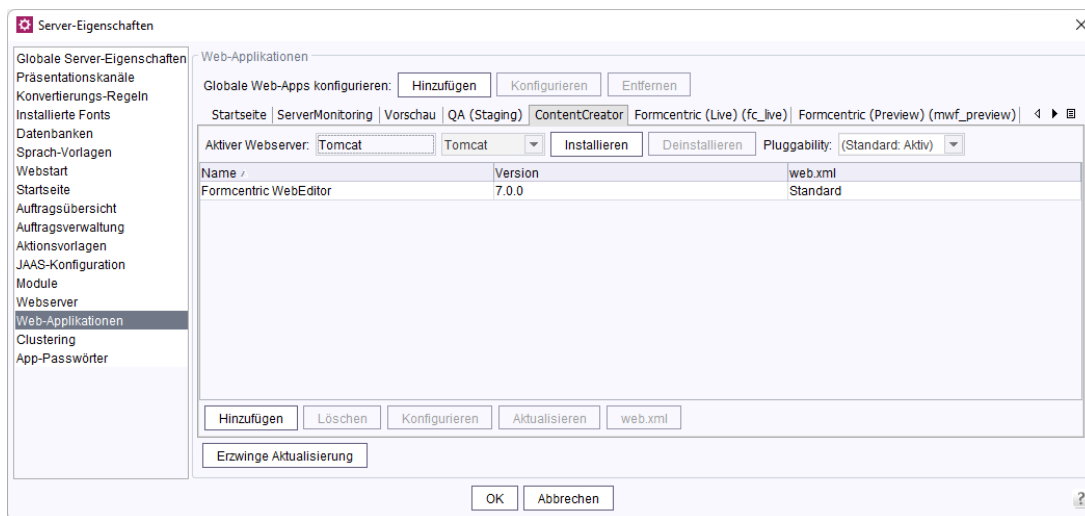 Server-Eigenschaften
Globale Server-Eigenschaften
Präsentationskanäle
Konvertierungs-Regeln
Installierte Fonts
Datenbanken
Sprach-Vorlagen
Webstart
Startseite
Auftragsübersicht
Auftragsverwaltung
Aktionsvorlagen
JAAS-Konfiguration
Module
Webserver
Web-Applikationen
Clustering
App-Passwörter
Web-Applikationen
Globale Web-Apps konfigurieren: Hinzufügen Konfigurieren Entfernen
Startseite ServerMonitoring Vorschau QA (Staging) ContentCreator Formcentric (Live) (fc_live) Formcentric (Preview) (mwf_preview)
Aktiver Webserver: Tomcat Tomcat Installieren Deinstallieren Pluggability: (Standard: Aktiv)
Name Version web.xml
Formcentric WebEditor 7.0.0 Standard
Hinzufügen Löschen Konfigurieren Aktualisieren web.xml
Erzwinge Aktualisierung
OK Abbrechen ?